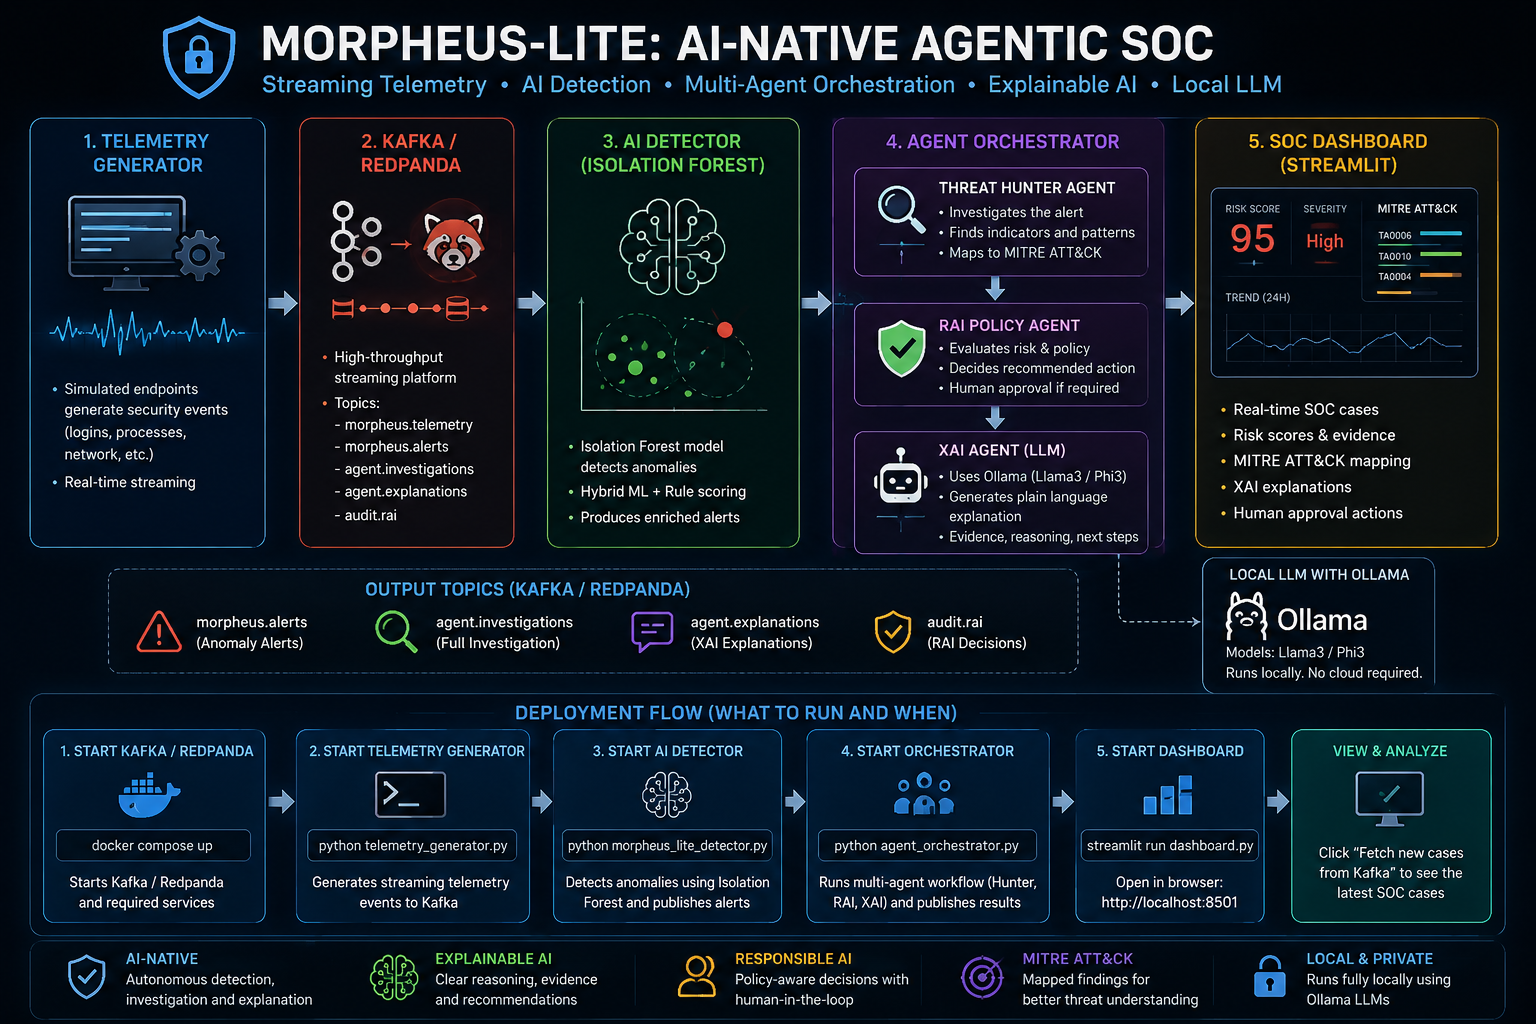 MORPHEUS-LITE: AI-NATIVE AGENTIC SOC
Streaming Telemetry • AI Detection • Multi-Agent Orchestration • Explainable AI • Local LLM
1. TELEMETRY
GENERATOR
• Simulated endpoints
generate security events
(logins, processes,
network, etc.)
• Real-time streaming
2. KAFKA /
REDPANDA
• High-throughput
streaming platform
• Topics:
- morpheus.telemetry
- morpheus.alerts
- agent.investigations
- agent.explanations
- audit.rai
3. AI DETECTOR
(ISOLATION FOREST)
• Isolation Forest model
detects anomalies
• Hybrid ML + Rule scoring
• Produces enriched alerts
4. AGENT ORCHESTRATOR
THREAT HUNTER AGENT
• Investigates the alert
• Finds indicators and patterns
• Maps to MITRE ATT&CK
RAI POLICY AGENT
• Evaluates risk & policy
• Decides recommended action
• Human approval if required
XAI AGENT (LLM)
• Uses Ollama (Llama3 / Phi3)
• Generates plain language
explanation
• Evidence, reasoning, next steps
5. SOC DASHBOARD
(STREAMLIT)
RISK SCORE
95
SEVERITY
High
MITRE ATT&CK
TA0006
TA0010
TA0004
TREND (24H)
• Real-time SOC cases
• Risk scores & evidence
• MITRE ATT&CK mapping
• XAI explanations
• Human approval actions
OUTPUT TOPICS (KAFKA / REDPANDA)
morpheus.alerts
(Anomaly Alerts)
agent.investigations
(Full Investigation)
agent.explanations
(XAI Explanations)
audit.rai
(RAI Decisions)
LOCAL LLM WITH OLLAMA
Ollama
Models: Llama3 / Phi3
Runs locally. No cloud required.
DEPLOYMENT FLOW (WHAT TO RUN AND WHEN)
1. START KAFKA / REDPANDA
docker compose up
Starts Kafka / Redpanda
and required services
2. START TELEMETRY GENERATOR
>_
python telemetry_generator.py
Generates streaming telemetry
events to Kafka
3. START AI DETECTOR
python morpheus_lite_detector.py
Detects anomalies using Isolation
Forest and publishes alerts
4. START ORCHESTRATOR
python agent_orchestrator.py
Runs multi-agent workflow (Hunter,
RAI, XAI) and publishes results
5. START DASHBOARD
streamlit run dashboard.py
Open in browser:
http://localhost:8501
VIEW & ANALYZE
Click “Fetch new cases
from Kafka” to see the
latest SOC cases
AI-NATIVE
Autonomous detection,
investigation and explanation
EXPLAINABLE AI
Clear reasoning, evidence
and recommendations
RESPONSIBLE AI
Policy-aware decisions with
human-in-the-loop
MITRE ATT&CK
Mapped findings for
better threat understanding
LOCAL & PRIVATE
Runs fully locally using
Ollama LLMs